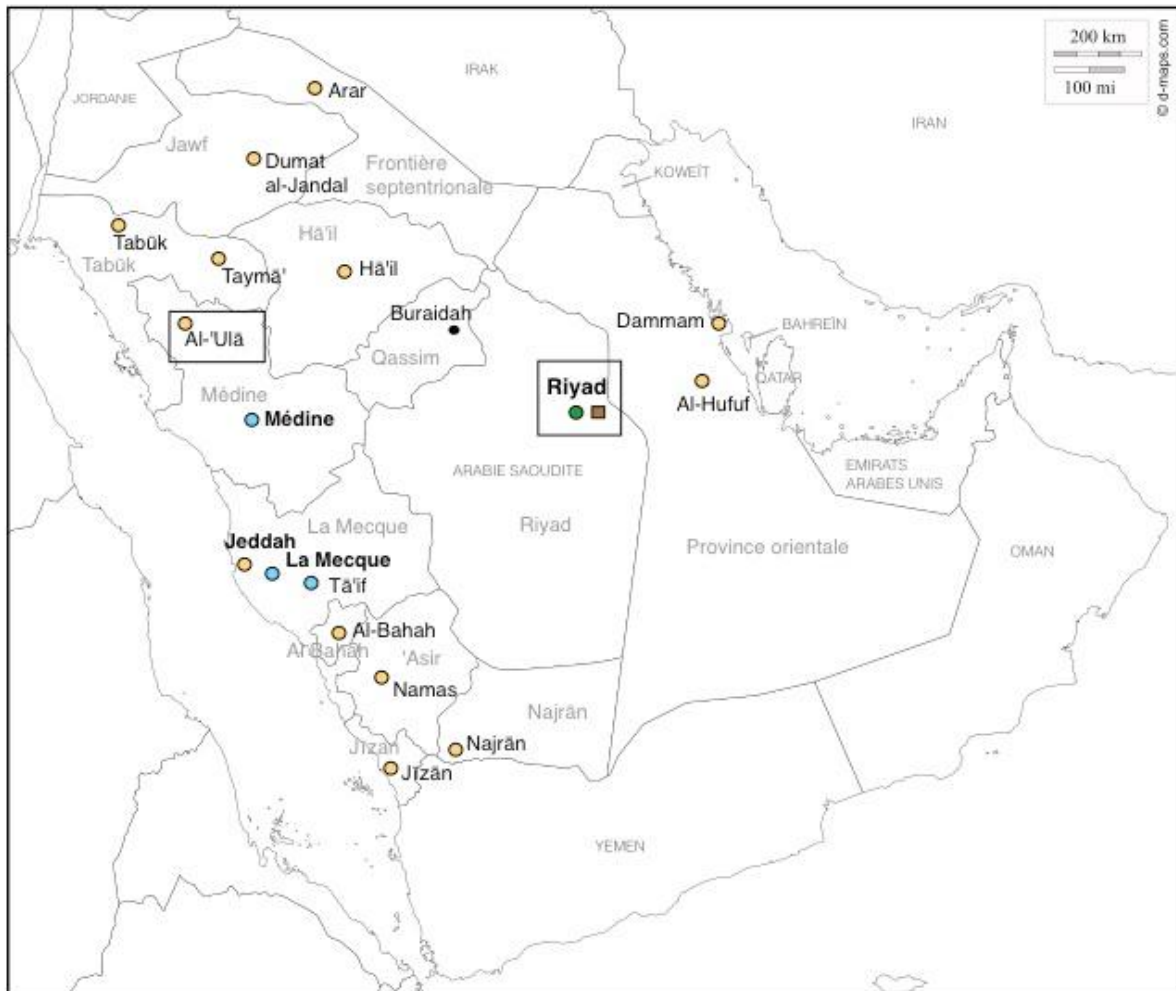 200 km
100 mi
© d-maps.com
IRAK
Arar
JORDANIE
IRAN
Jawf
Dumat
al-Jandal
Frontière
septentrionale
KOWEÏT
Tabūk
Tabūk
Hā'il
Taymā'
Hā'il
Buraidah
Al-'Ulā
Qassim
Dammam
BAHREÏN
QATAR
Riyad
Al-Hufuf
Médine
Médine
ARABIE SAOUDITE
EMIRATS
ARABES UNIS
La Mecque
Riyad
Province orientale
OMAN
Jeddah
La Mecque
Tā'if
Al-Bahah
Al Bahah
'Asir
Namas
Najrān
Najrān
Jīzān
Jīzān
YEMEN